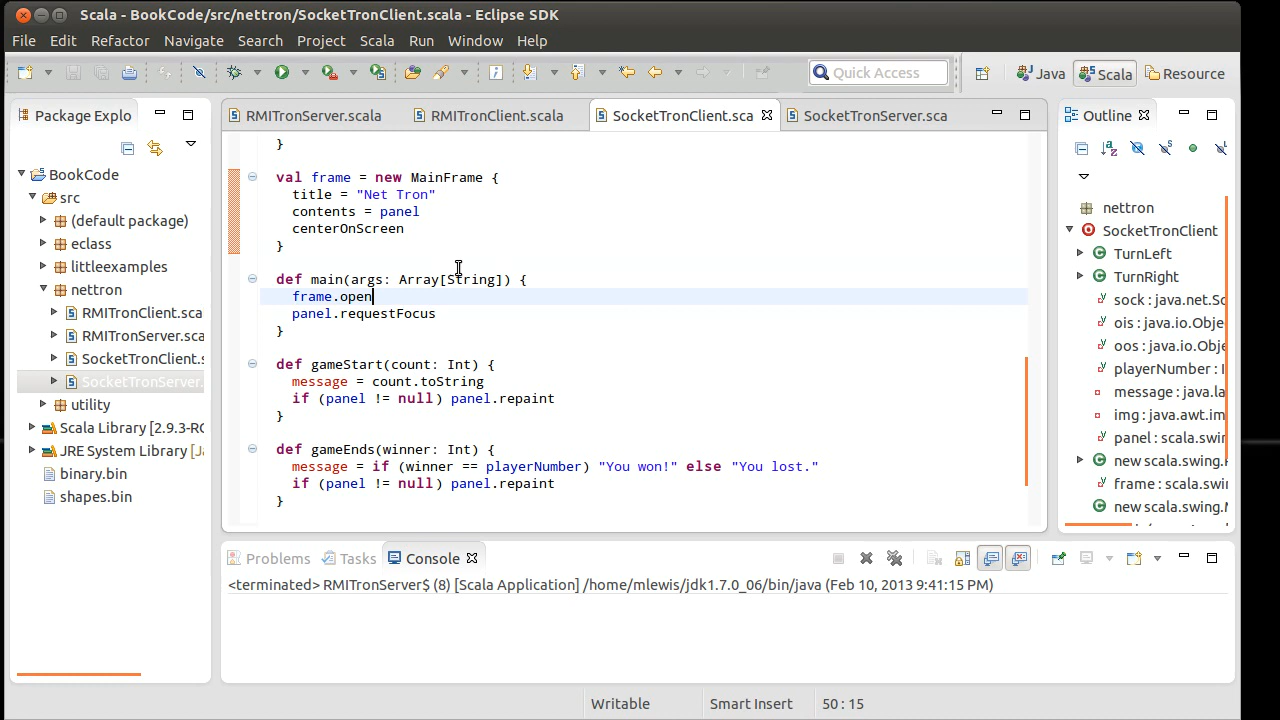 Scala - BookCode/src/nettron/SocketTronClient.scala - Eclipse SDK
File Edit Refactor Navigate Search Project Scala Run Window Help
Quick Access Java Scala Resource
Package Explo
RMITronServer.scala RMITronClient.scala SocketTronClient.sca SocketTronServer.sca
Outline
BookCode
src
(default package)
eclass
littleexamples
nettron
RMITronClient.sca
RMITronServer.sca
SocketTronClient.s
SocketTronServer.
utility
Scala Library [2.9.3-RC
JRE System Library [Ja
binary.bin
shapes.bin
}
val frame = new MainFrame {
title = "Net Tron"
contents = panel
centerOnScreen
}
def main(args: Array[String]) {
frame.open
panel.requestFocus
}
def gameStart(count: Int) {
message = count.toString
if (panel != null) panel.repaint
}
def gameEnds(winner: Int) {
message = if (winner == playerNumber) "You won!" else "You lost."
if (panel != null) panel.repaint
}
nettron
SocketTronClient
TurnLeft
TurnRight
sock : java.net.So
ois : java.io.Obje
oos : java.io.Obje
playerNumber : I
message : java.la
img : java.awt.im
panel : scala.swin
new scala.swing.P
frame : scala.swi
new scala.swing.M
Problems Tasks Console
<terminated> RMITronServer$ (8) [Scala Application] /home/mlewis/jdk1.7.0_06/bin/java (Feb 10, 2013 9:41:15 PM)
Writable Smart Insert 50 : 15